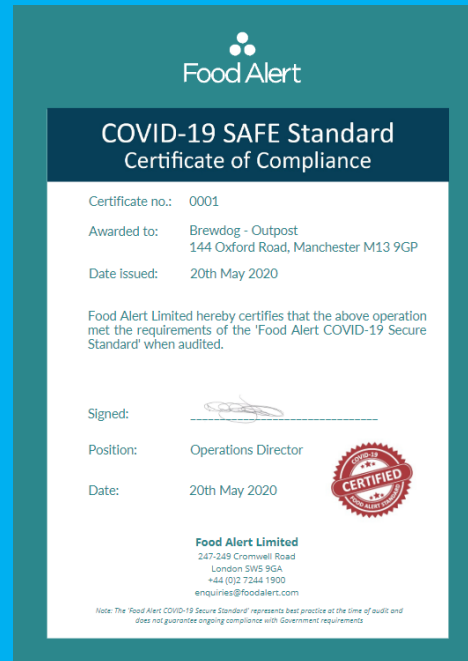 Food Alert
COVID-19 SAFE Standard
Certificate of Compliance
Certificate no.: 0001
Awarded to: Brewdog - Outpost
144 Oxford Road, Manchester M13 9GP
Date issued: 20th May 2020
Food Alert Limited hereby certifies that the above operation
met the requirements of the 'Food Alert COVID-19 Secure
Standard' when audited.
Signed:
Position: Operations Director
Date: 20th May 2020
COVID-19
CERTIFIED
FOOD ALERT STANDARD
Food Alert Limited
247-249 Cromwell Road
London SW5 9GA
+44 (0)2 7244 1900
enquiries@foodalert.com
Note: The 'Food Alert COVID-19 Secure Standard' represents best practice at the time of audit and
does not guarantee ongoing compliance with Government requirements